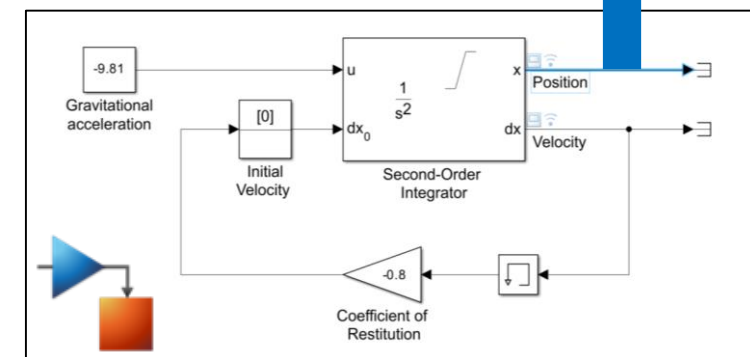 -9.81
Gravitational
acceleration
[0]
Initial
Velocity
u
dx0
1
s2
x
dx
Second-Order
Integrator
Position
Velocity
-0.8
Coefficient of
Restitution